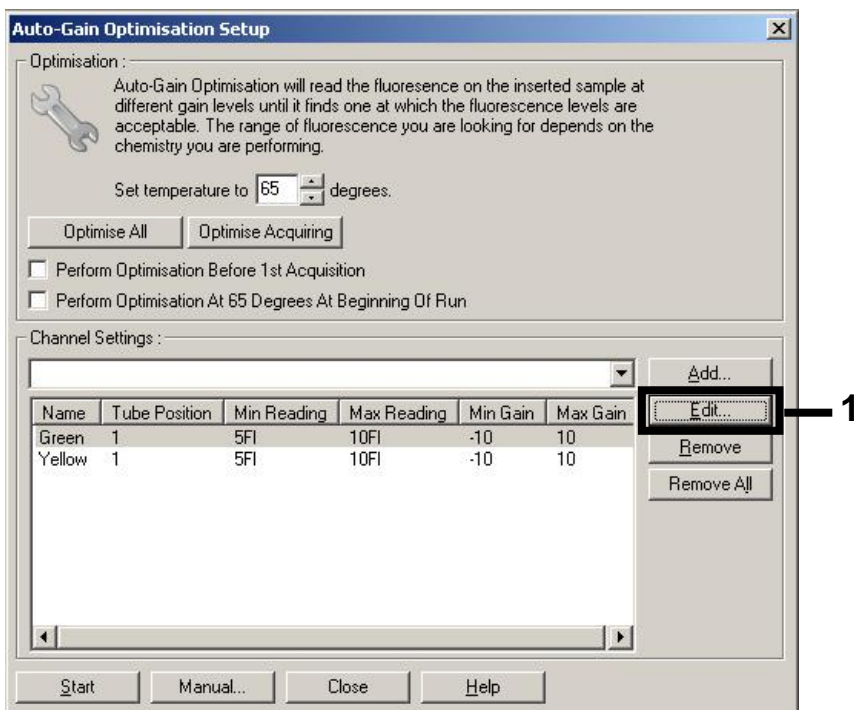 Auto-Gain Optimisation Setup
Optimisation :
Auto-Gain Optimisation will read the fluoresence on the inserted sample at
different gain levels until it finds one at which the fluorescence levels are
acceptable. The range of fluorescence you are looking for depends on the
chemistry you are performing.
Set temperature to 65 degrees.
Optimise All Optimise Acquiring
Perform Optimisation Before 1st Acquisition
Perform Optimisation At 65 Degrees At Beginning Of Run
Channel Settings :
Add...
Name Tube Position Min Reading Max Reading Min Gain Max Gain Edit... 1
Green 1 5Fl 10Fl -10 10
Remove
Yellow 1 5Fl 10Fl -10 10
Remove All
Start Manual... Close Help